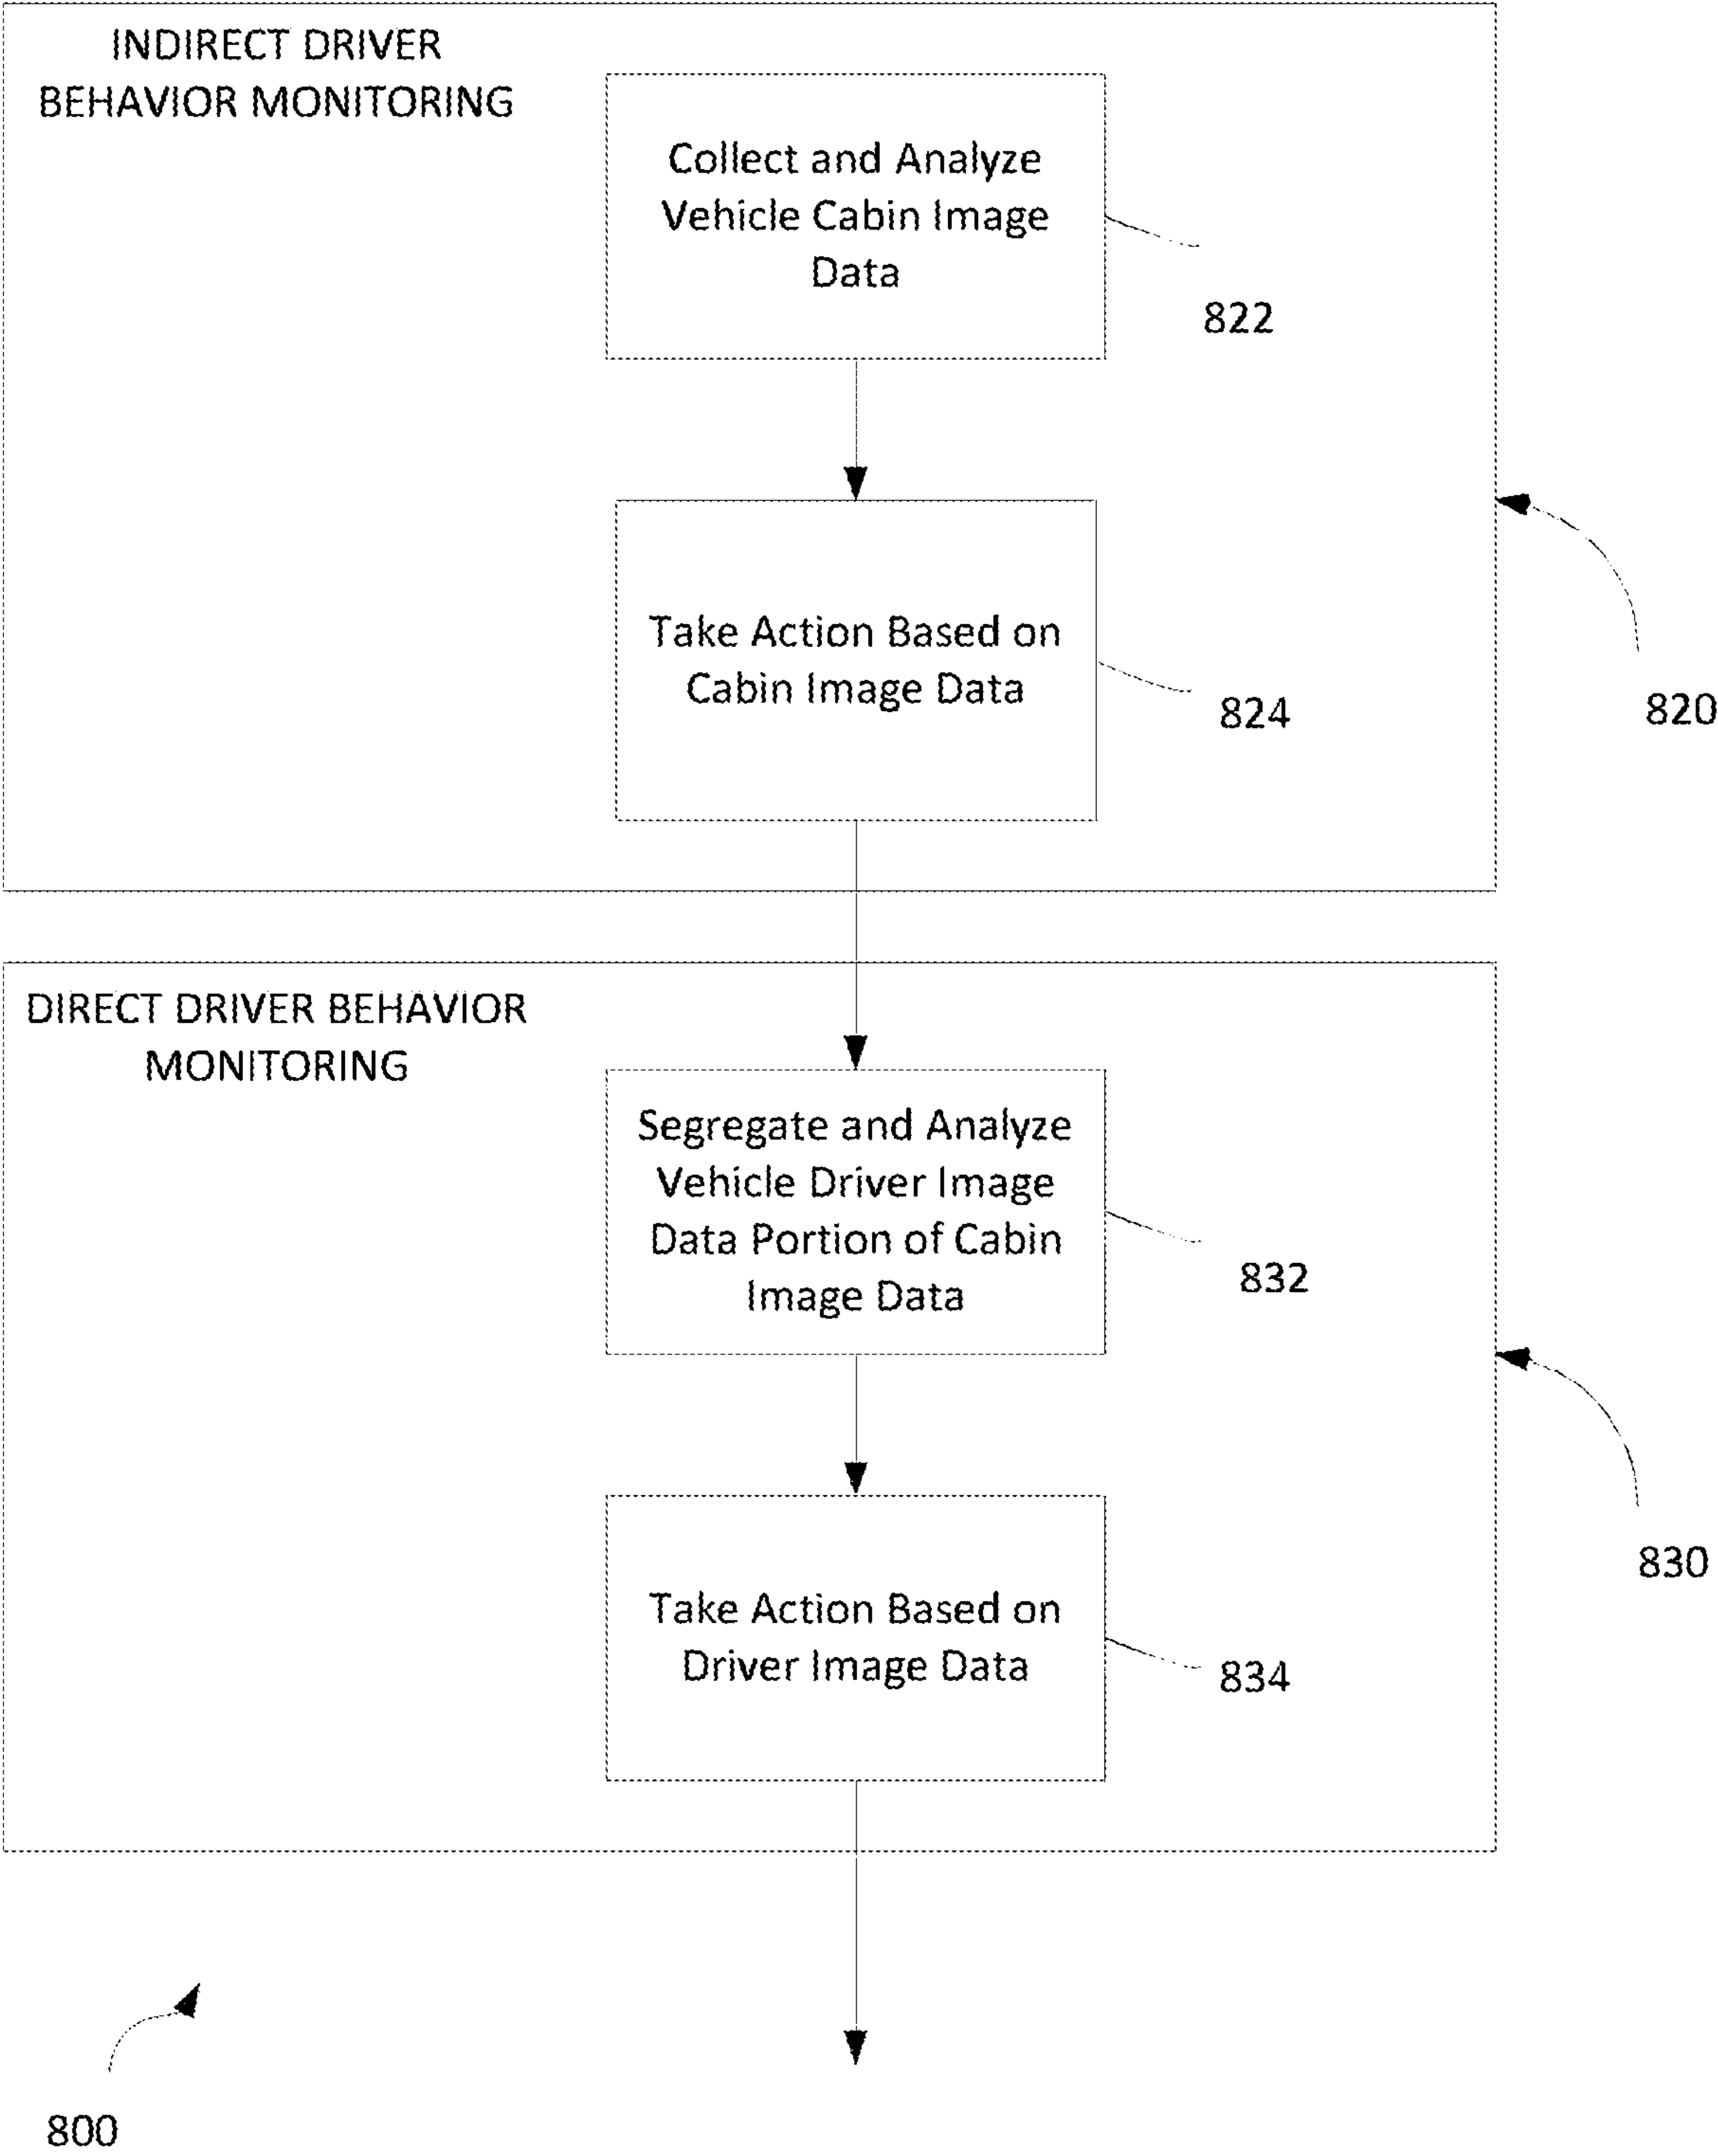 INDIRECT DRIVER
BEHAVIOR MONITORING
Collect and Analyze
Vehicle Cabin Image
Data
822
Take Action Based on
Cabin Image Data
824
820
DIRECT DRIVER BEHAVIOR
MONITORING
Segregate and Analyze
Vehicle Driver Image
Data Portion of Cabin
Image Data
832
830
Take Action Based on
Driver Image Data
834
800